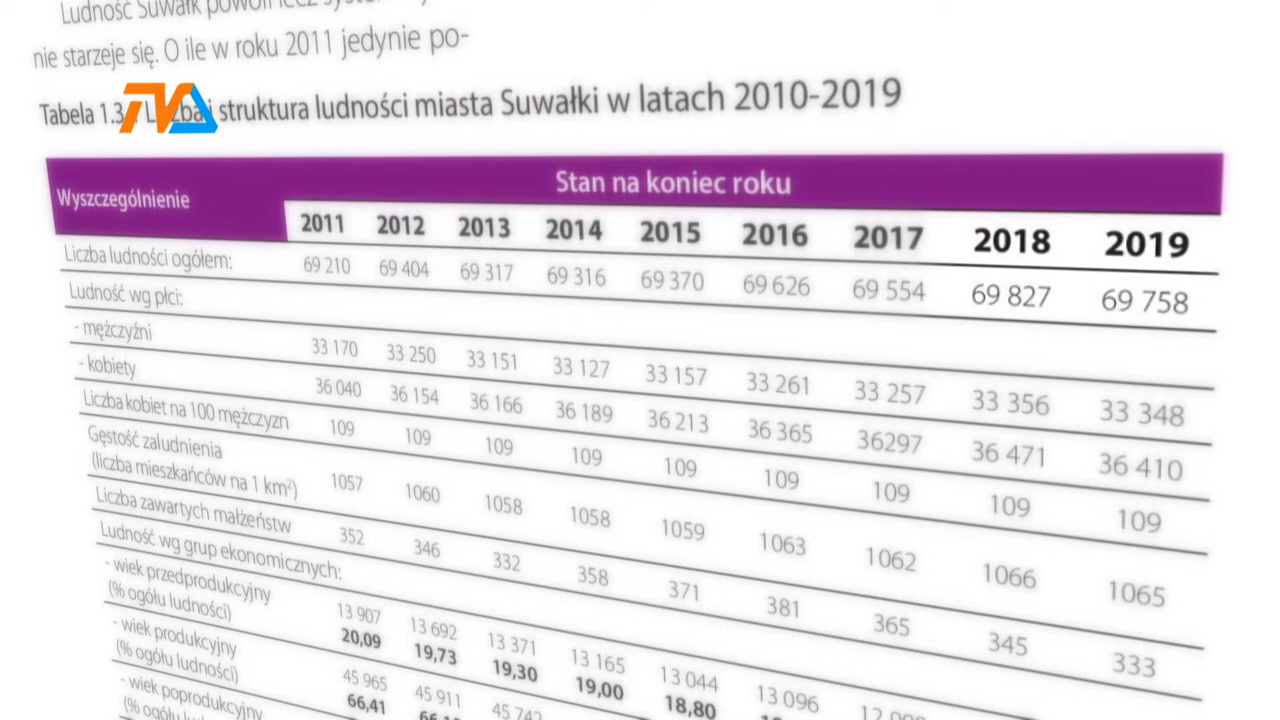 Ludność Suwałk
nie starzeje się. O ile w roku 2011 jedynie po-
TVA
Tabela 1.3. Liczba i struktura ludności miasta Suwałki w latach 2010-2019
Wyszczególnienie Stan na koniec roku
2011 2012 2013 2014 2015 2016 2017 2018 2019
Liczba ludności ogółem: 69 210 69 404 69 317 69 316 69 370 69 626 69 554 69 827 69 758
Ludność wg płci:
- mężczyźni 33 170 33 250 33 151 33 127 33 157 33 261 33 257 33 356 33 348
- kobiety 36 040 36 154 36 166 36 189 36 213 36 365 36297 36 471 36 410
Liczba kobiet na 100 mężczyzn 109 109 109 109 109 109 109 109 109
Gęstość zaludnienia
(liczba mieszkańców na 1 km²) 1057 1060 1058 1058 1059 1063 1062 1066 1065
Liczba zawartych małżeństw 352 346 332 358 371 381 365 345 333
Ludność wg grup ekonomicznych:
- wiek przedprodukcyjny 13 907 13 692 13 371 13 165 13 044 13 096
(% ogółu ludności) 20,09 19,73 19,30 19,00 18,80
- wiek produkcyjny 45 965 45 911 45 742
(% ogółu ludności) 66,41
- wiek poprodukcyjny
(% ogółu ludności)